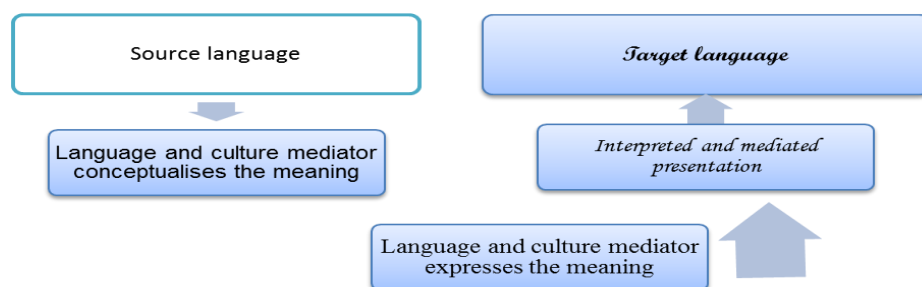 Source language
Target language
Language and culture mediator
conceptualises the meaning
Interpreted and mediated
presentation
Language and culture mediator
expresses the meaning